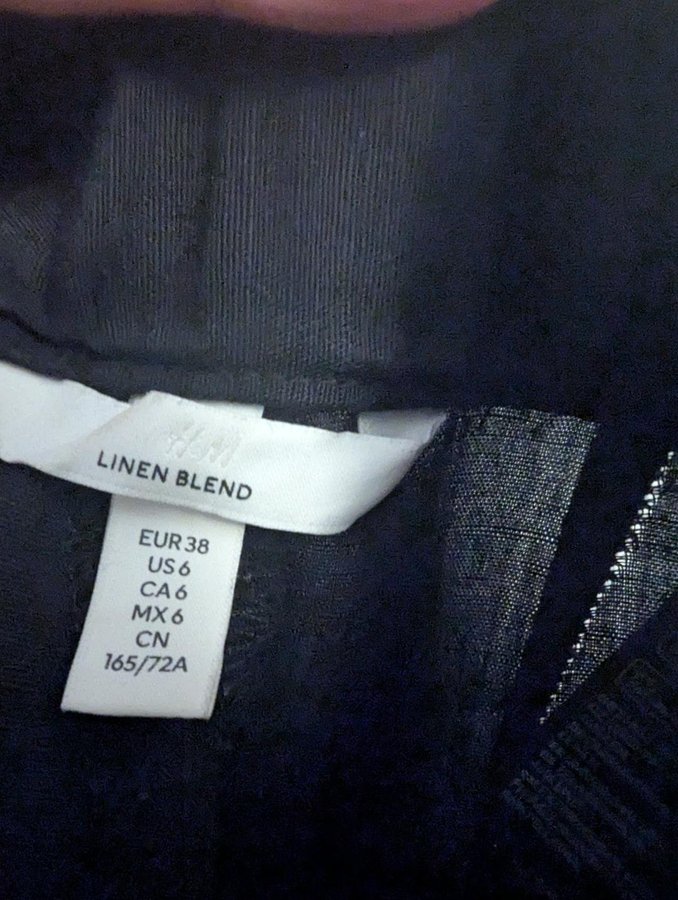 H&M
LINEN BLEND
EUR 38
US 6
CA 6
MX 6
CN
165/72A